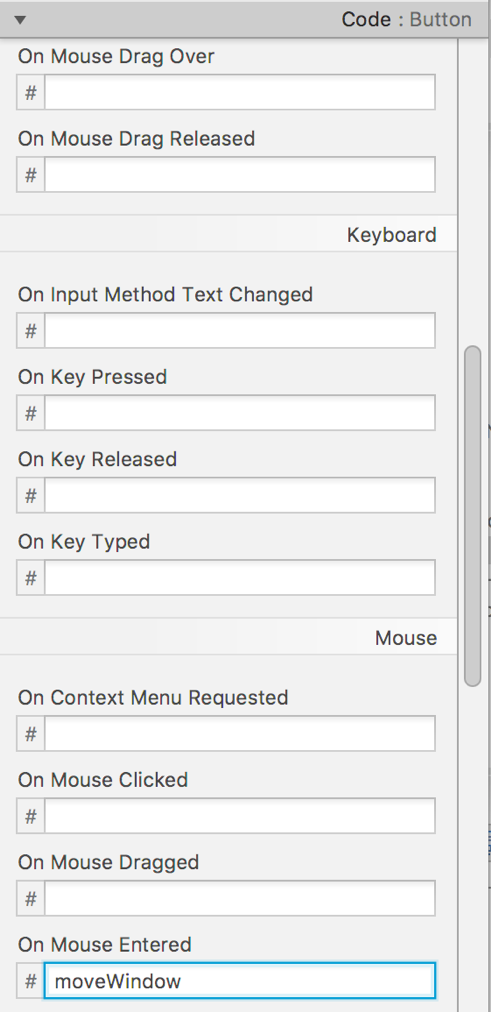 Code : Button
On Mouse Drag Over
#
On Mouse Drag Released
#
Keyboard
On Input Method Text Changed
#
On Key Pressed
#
On Key Released
#
On Key Typed
#
Mouse
On Context Menu Requested
#
On Mouse Clicked
#
On Mouse Dragged
#
On Mouse Entered
# moveWindow